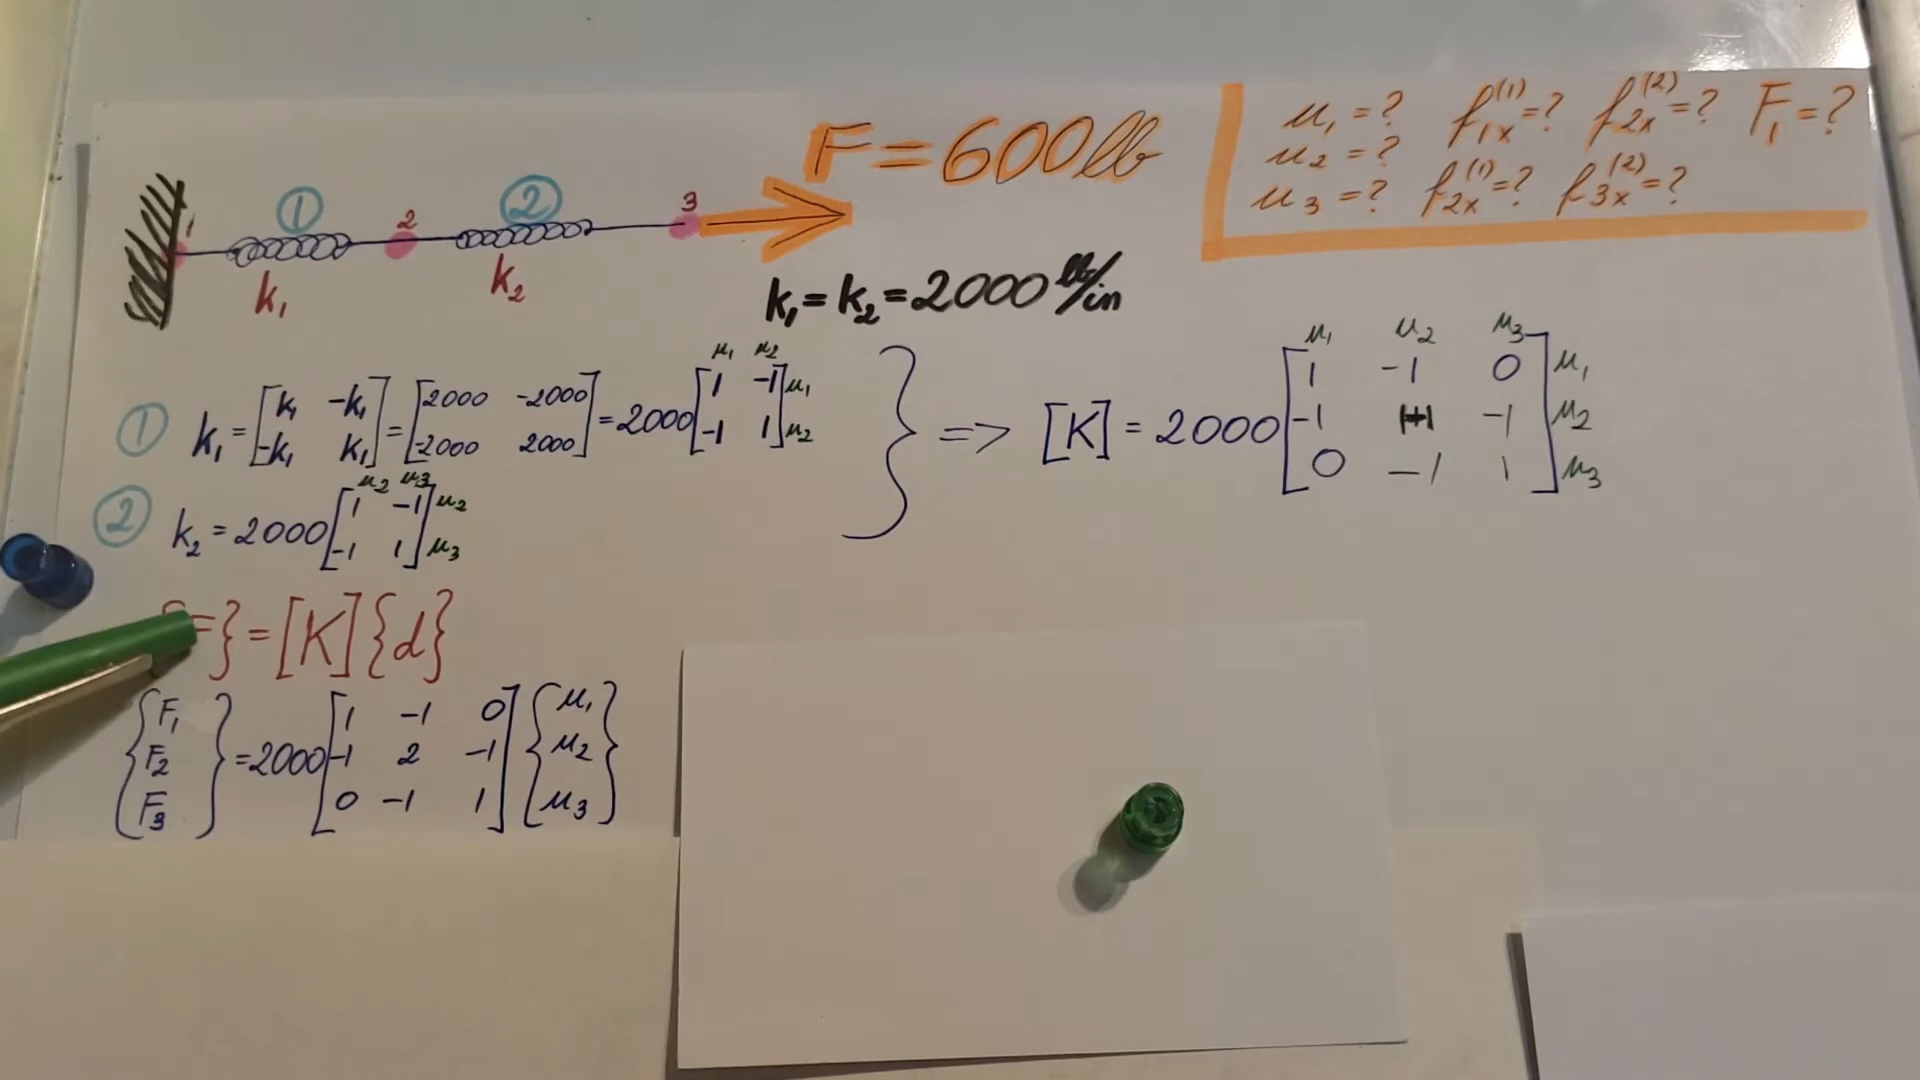 F = 600 lb
u₁ = ? f₁ₓ⁽¹⁾ = ? f₂ₓ⁽²⁾ = ? F₁ = ?
u₂ = ?
u₃ = ? f₂ₓ⁽¹⁾ = ? f₃ₓ⁽²⁾ = ?
1 ① 2 ② 3
k₁ k₂
k₁ = k₂ = 2000 lb/in
u₁ u₂
① k₁ = [k₁ -k₁; -k₁ k₁] = [2000 -2000; -2000 2000] = 2000 [1 -1; -1 1] u₁ u₂
u₁ u₂ u₃
=> [K] = 2000 [1 -1 0; -1 1+1 -1; 0 -1 1] u₁ u₂ u₃
u₂ u₃
② k₂ = 2000 [1 -1; -1 1] u₂ u₃
} = [K]{d}
{F₁; F₂; F₃} = 2000 [1 -1 0; -1 2 -1; 0 -1 1] {u₁; u₂; u₃}